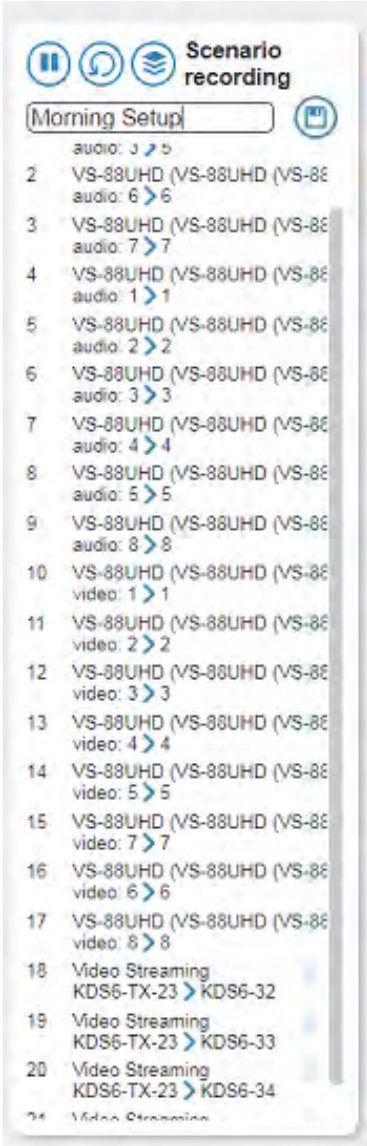 Scenario
recording
Morning Setup
audio: 3 > 5
2 VS-88UHD (VS-88UHD (VS-88
audio: 6 > 6
3 VS-88UHD (VS-88UHD (VS-88
audio: 7 > 7
4 VS-88UHD (VS-88UHD (VS-88
audio: 1 > 1
5 VS-88UHD (VS-88UHD (VS-88
audio: 2 > 2
6 VS-88UHD (VS-88UHD (VS-88
audio: 3 > 3
7 VS-88UHD (VS-88UHD (VS-88
audio: 4 > 4
8 VS-88UHD (VS-88UHD (VS-88
audio: 5 > 5
9 VS-88UHD (VS-88UHD (VS-88
audio: 8 > 8
10 VS-88UHD (VS-88UHD (VS-88
video: 1 > 1
11 VS-88UHD (VS-88UHD (VS-88
video: 2 > 2
12 VS-88UHD (VS-88UHD (VS-88
video: 3 > 3
13 VS-88UHD (VS-88UHD (VS-88
video: 4 > 4
14 VS-88UHD (VS-88UHD (VS-88
video: 5 > 5
15 VS-88UHD (VS-88UHD (VS-88
video: 7 > 7
16 VS-88UHD (VS-88UHD (VS-88
video: 6 > 6
17 VS-88UHD (VS-88UHD (VS-88
video: 8 > 8
18 Video Streaming
KDS6-TX-23 > KDS6-32
19 Video Streaming
KDS6-TX-23 > KDS6-33
20 Video Streaming
KDS6-TX-23 > KDS6-34
21 Video Streaming